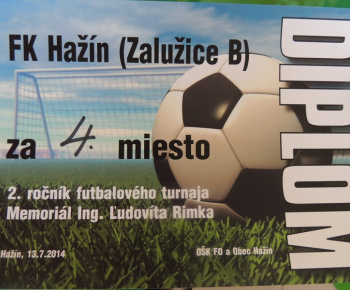 FK Hažín (Zalužice B)
DIPLOM
za 4. miesto
2. ročník futbalového turnaja
Memoriál Ing. Ľudovíta Rimka
Hažín, 13.7.2014
OŠK FO a Obec Hažín